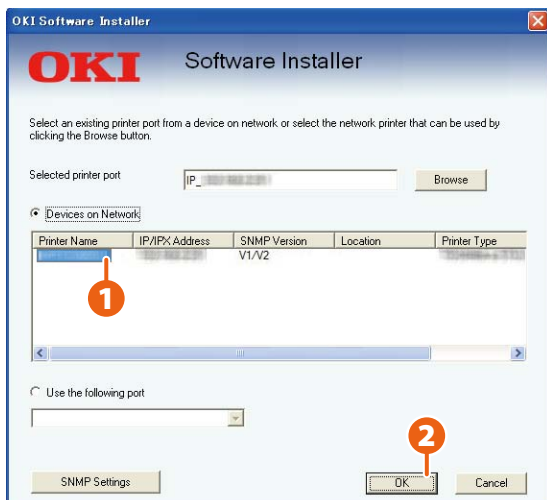 OKI Software Installer
OKI Software Installer
Select an existing printer port from a device on network or select the network printer that can be used by
clicking the Browse button.
Selected printer port IP_ Browse
Devices on Network
Printer Name IP/IPX Address SNMP Version Location Printer Type
V1/V2
1
Use the following port
2
SNMP Settings OK Cancel